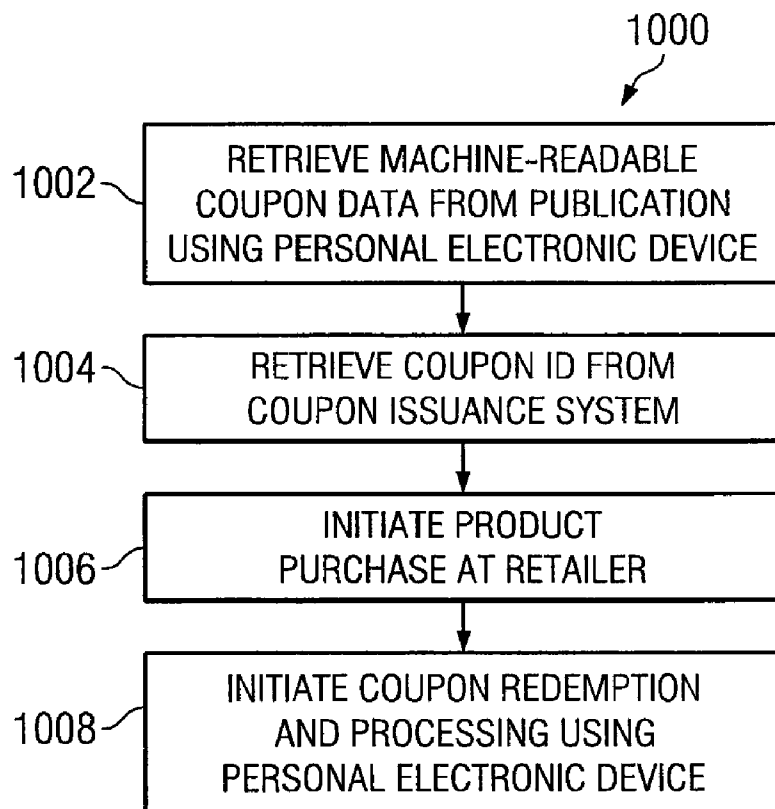 1000
1002
RETRIEVE MACHINE-READABLE
COUPON DATA FROM PUBLICATION
USING PERSONAL ELECTRONIC DEVICE
1004
RETRIEVE COUPON ID FROM
COUPON ISSUANCE SYSTEM
1006
INITIATE PRODUCT
PURCHASE AT RETAILER
1008
INITIATE COUPON REDEMPTION
AND PROCESSING USING
PERSONAL ELECTRONIC DEVICE